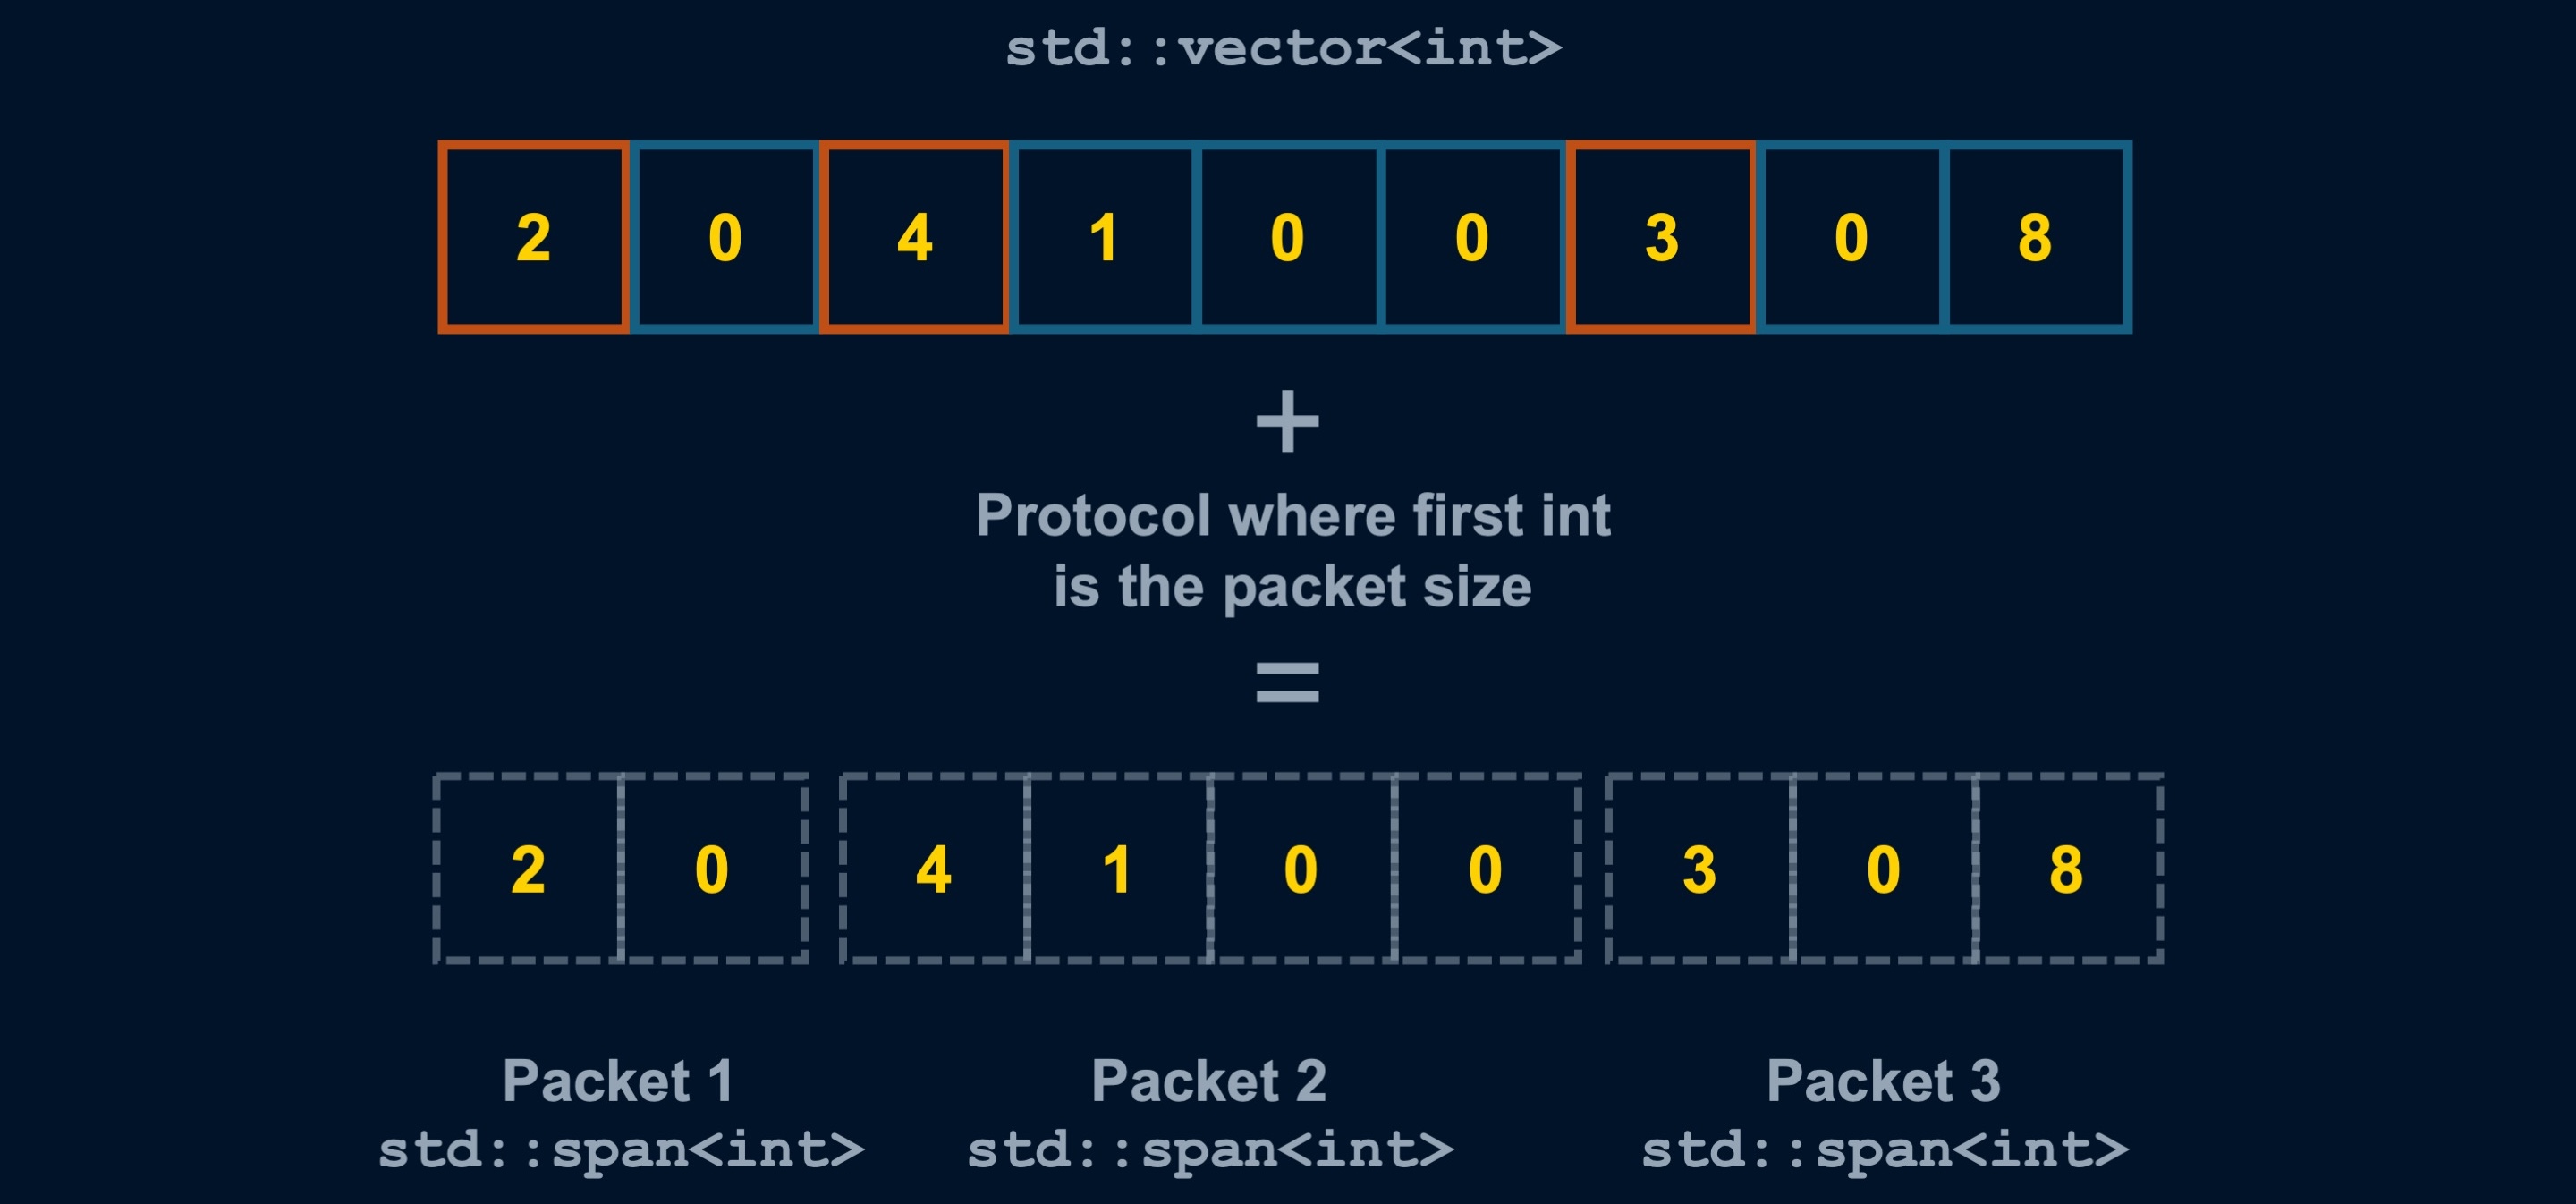 std::vector<int>
2 0 4 1 0 0 3 0 8
+
Protocol where first int
is the packet size
=
2 0 4 1 0 0 3 0 8
Packet 1 Packet 2 Packet 3
std::span<int> std::span<int> std::span<int>